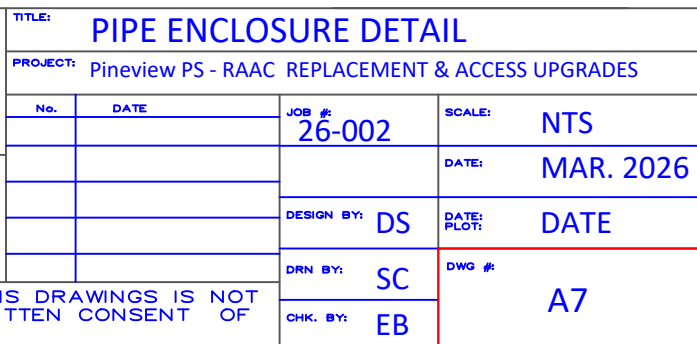 TITLE: PIPE ENCLOSURE DETAIL
PROJECT: Pineview PS - RAAC REPLACEMENT & ACCESS UPGRADES
No. DATE
JOB #: 26-002
SCALE: NTS
DATE: MAR. 2026
DESIGN BY: DS
DATE: PLOT: DATE
DRN BY: SC
DWG #: A7
CHK. BY: EB
IS DRAWINGS IS NOT
TTEN CONSENT OF